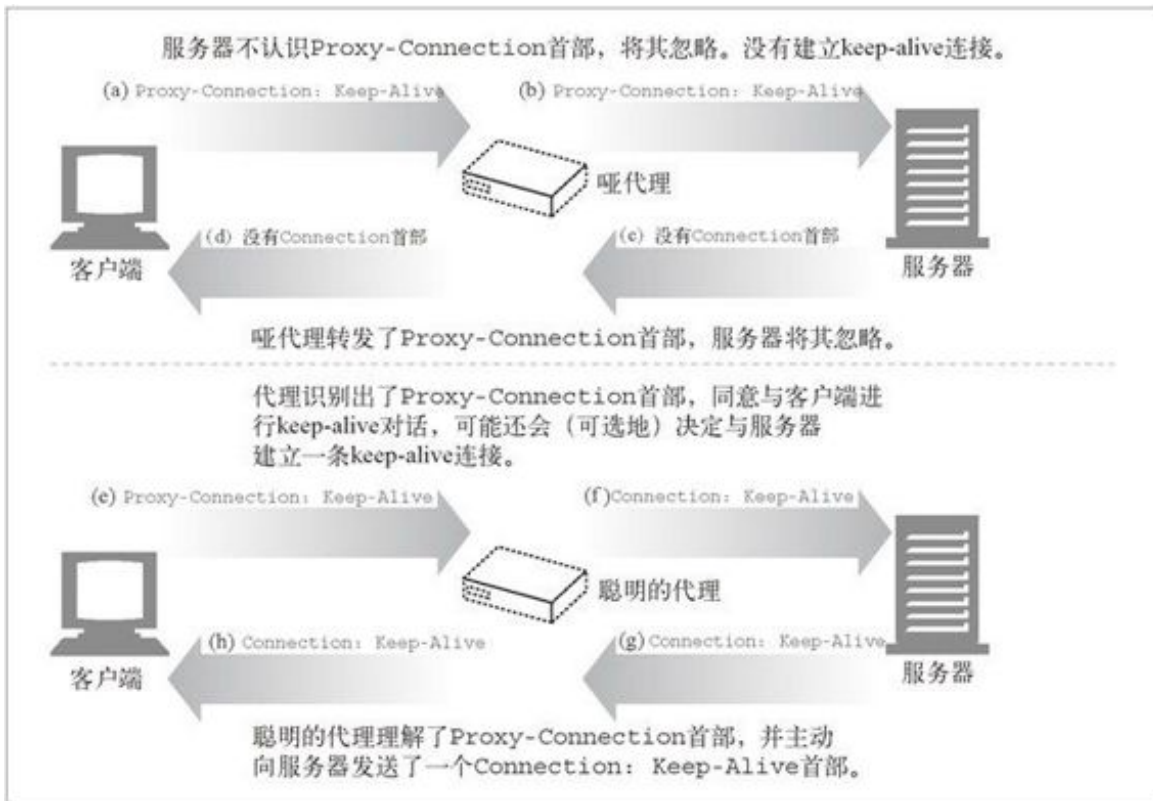 服务器不认识Proxy-Connection首部，将其忽略。没有建立keep-alive连接。
(a) Proxy-Connection: Keep-Alive
(b) Proxy-Connection: Keep-Alive
哑代理
(d) 没有Connection首部
(c) 没有Connection首部
客户端
服务器
哑代理转发了Proxy-Connection首部，服务器将其忽略。
代理识别出了Proxy-Connection首部，同意与客户端进
行keep-alive对话，可能还会（可选地）决定与服务器
建立一条keep-alive连接。
(e) Proxy-Connection: Keep-Alive
(f)Connection: Keep-Alive
聪明的代理
(h) Connection: Keep-Alive
(g) Connection: Keep-Alive
客户端
服务器
聪明的代理理解了Proxy-Connection首部，并主动
向服务器发送了一个Connection: Keep-Alive首部。